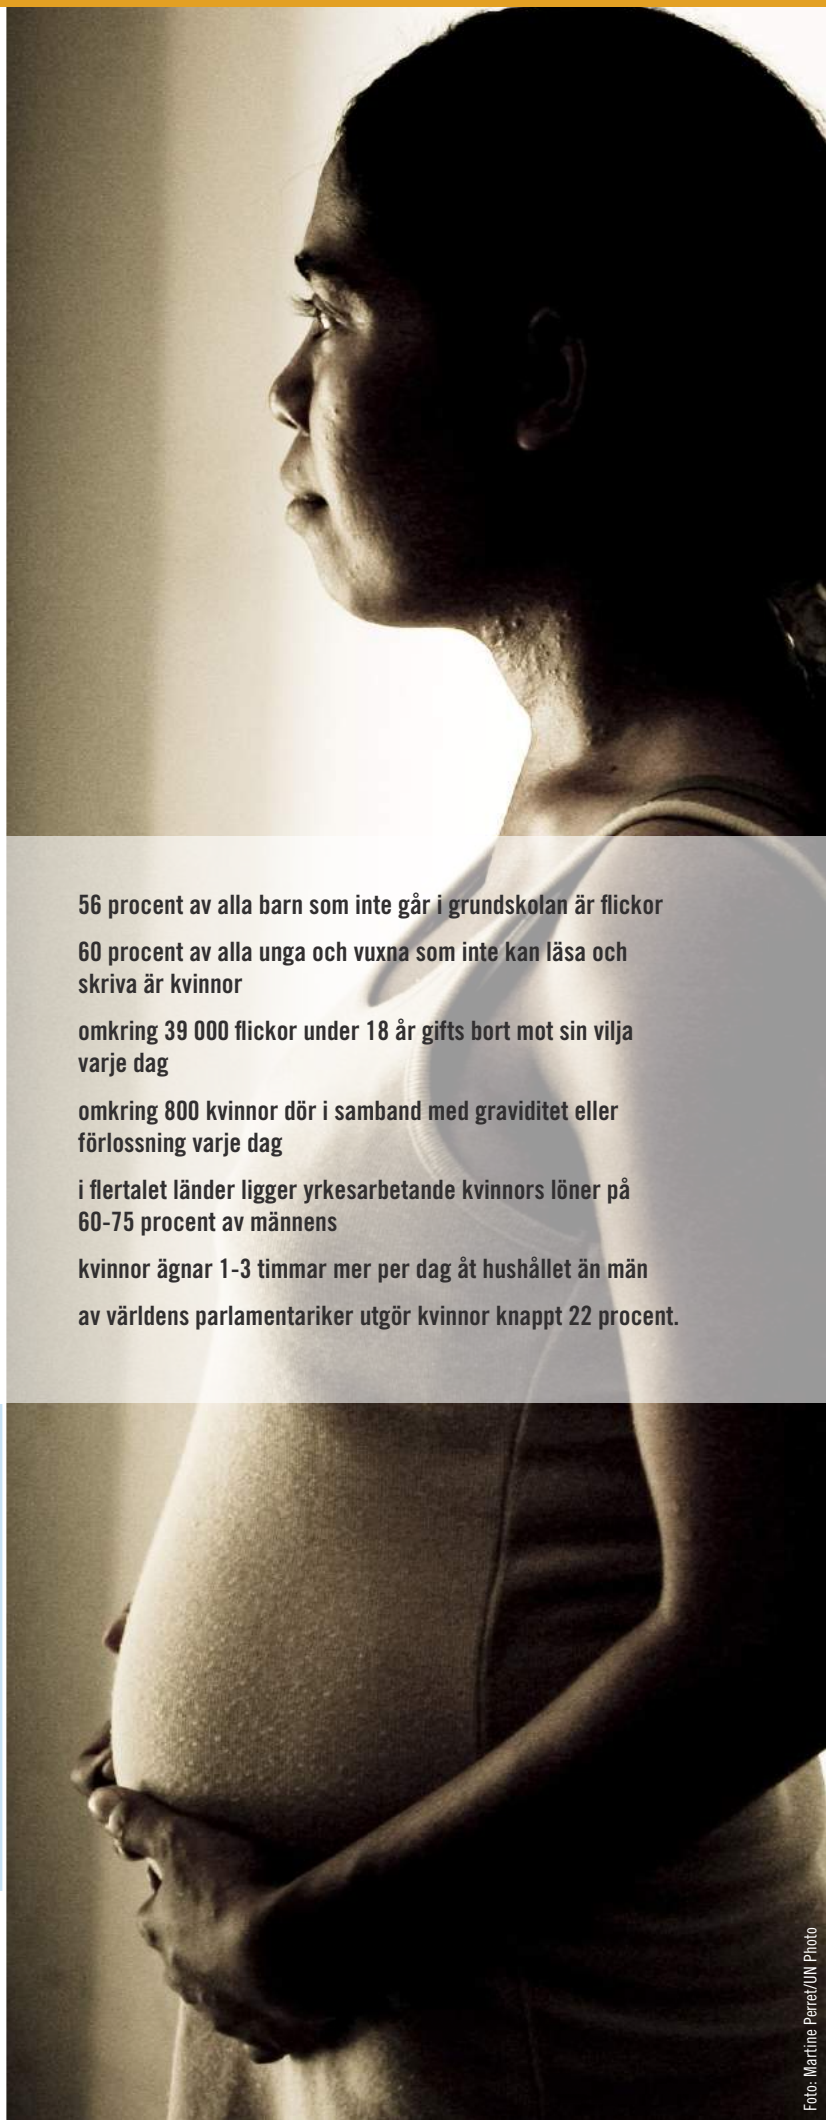 56 procent av alla barn som inte går i grundskolan är flickor
60 procent av alla unga och vuxna som inte kan läsa och
skriva är kvinnor
omkring 39 000 flickor under 18 år gifts bort mot sin vilja
varje dag
omkring 800 kvinnor dör i samband med graviditet eller
förlossning varje dag
i flertalet länder ligger yrkesarbetande kvinnors löner på
60-75 procent av männens
kvinnor ägnar 1-3 timmar mer per dag åt hushållet än män
av världens parlamentariker utgör kvinnor knappt 22 procent.
Foto: Martine Perret/UN Photo